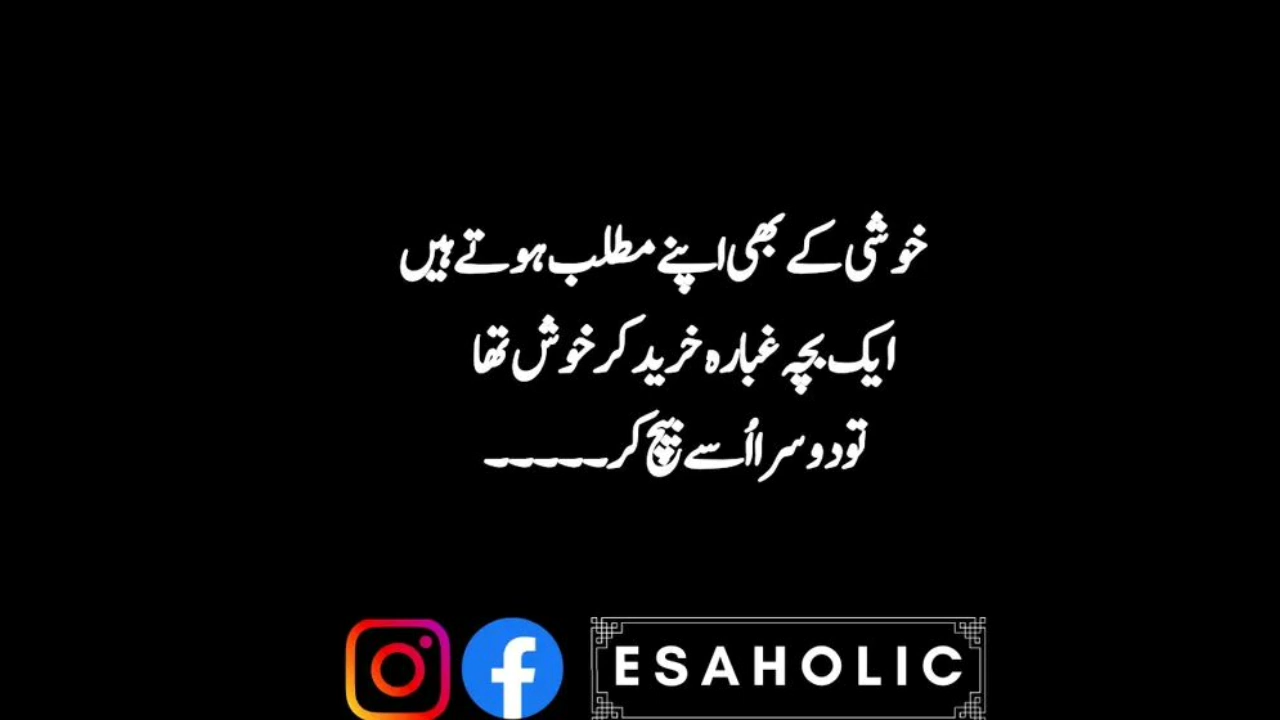 خوشی کے بھی اپنے مطلب ہوتے ہیں
ایک بچہ غبارہ خرید کر خوش تھا
تو دوسرا اُسے بیچ کر-----
ESAHOLIC